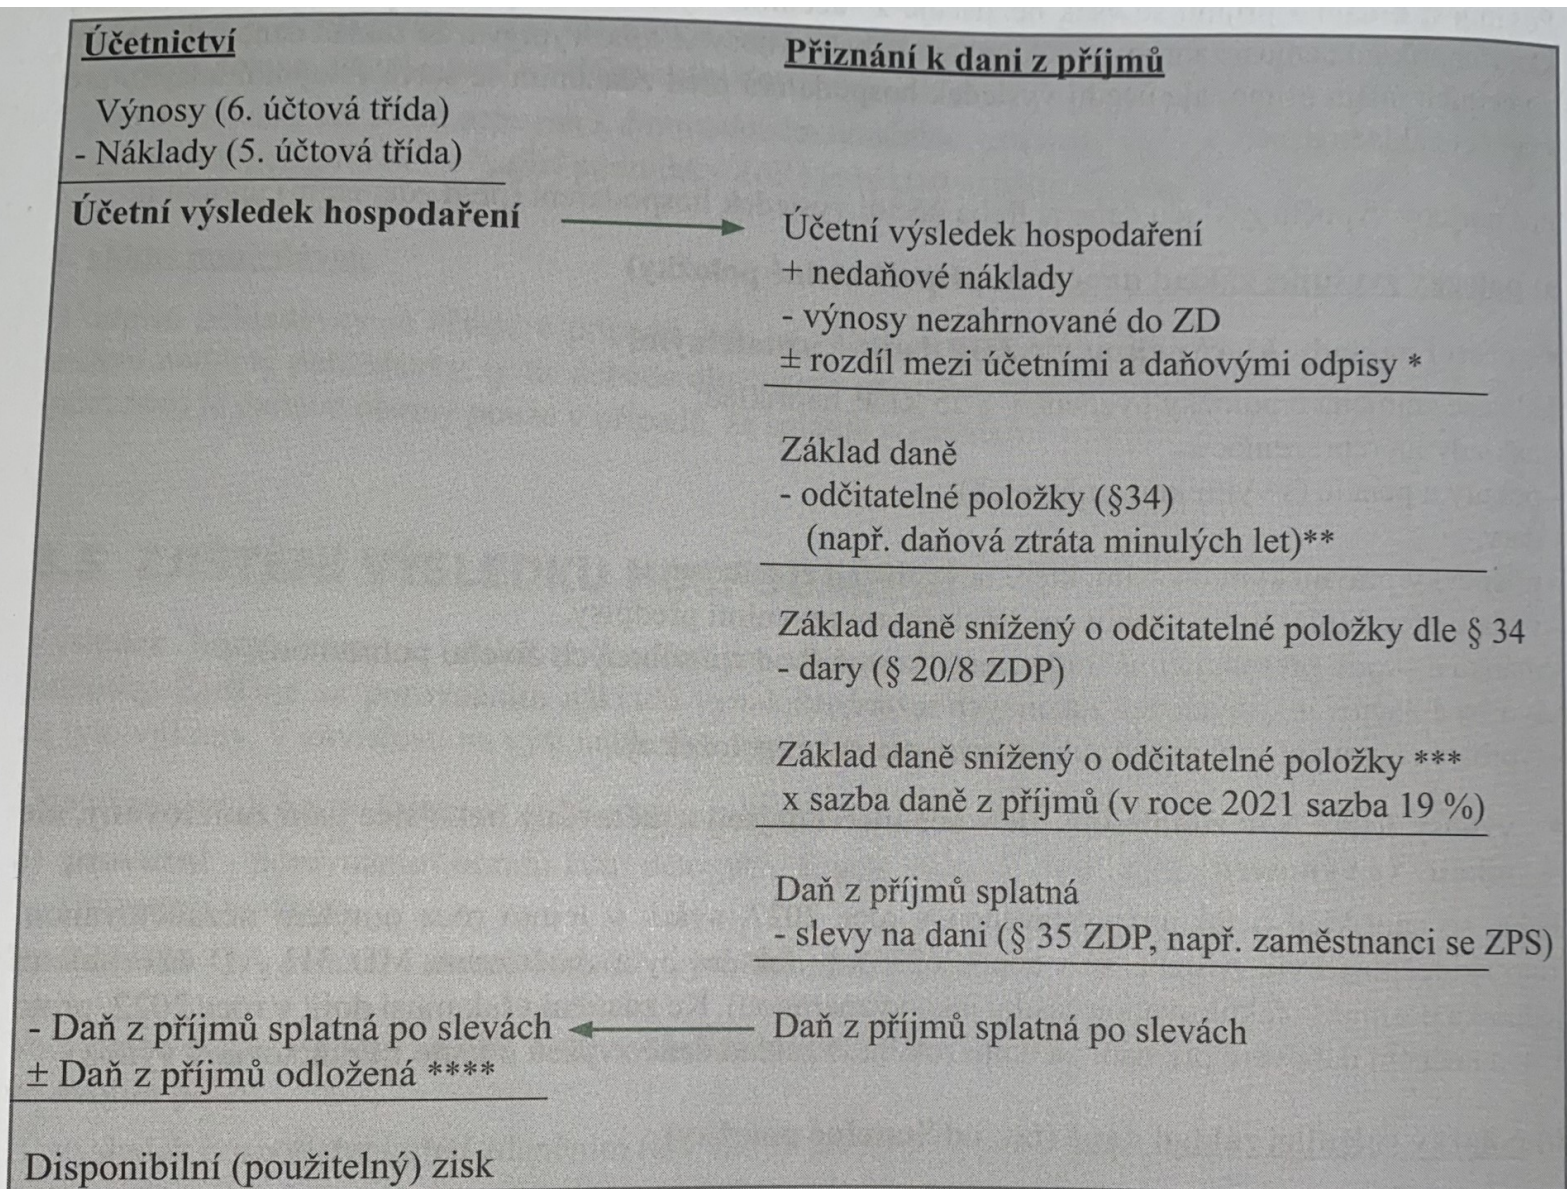 Účetnictví
Výnosy (6. účtová třída)
- Náklady (5. účtová třída)
Účetní výsledek hospodaření
Přiznání k dani z příjmů
Účetní výsledek hospodaření
+ nedaňové náklady
- výnosy nezahrnované do ZD
± rozdíl mezi účetními a daňovými odpisy *
Základ daně
- odčitatelné položky (§34)
(např. daňová ztráta minulých let)**
Základ daně snížený o odčitatelné položky dle § 34
- dary (§ 20/8 ZDP)
Základ daně snížený o odčitatelné položky ***
x sazba daně z příjmů (v roce 2021 sazba 19 %)
Daň z příjmů splatná
- slevy na dani (§ 35 ZDP, např. zaměstnanci se ZPS)
Daň z příjmů splatná po slevách
- Daň z příjmů splatná po slevách
± Daň z příjmů odložená ****
Disponibilní (použitelný) zisk